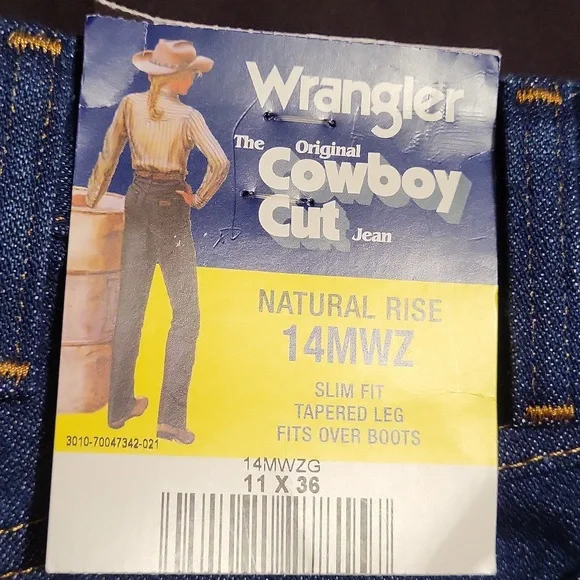 Wrangler
The Original
Cowboy
Cut Jean
NATURAL RISE
14MWZ
SLIM FIT
TAPERED LEG
FITS OVER BOOTS
3010-70047342-021
14MWZG
11 X 36